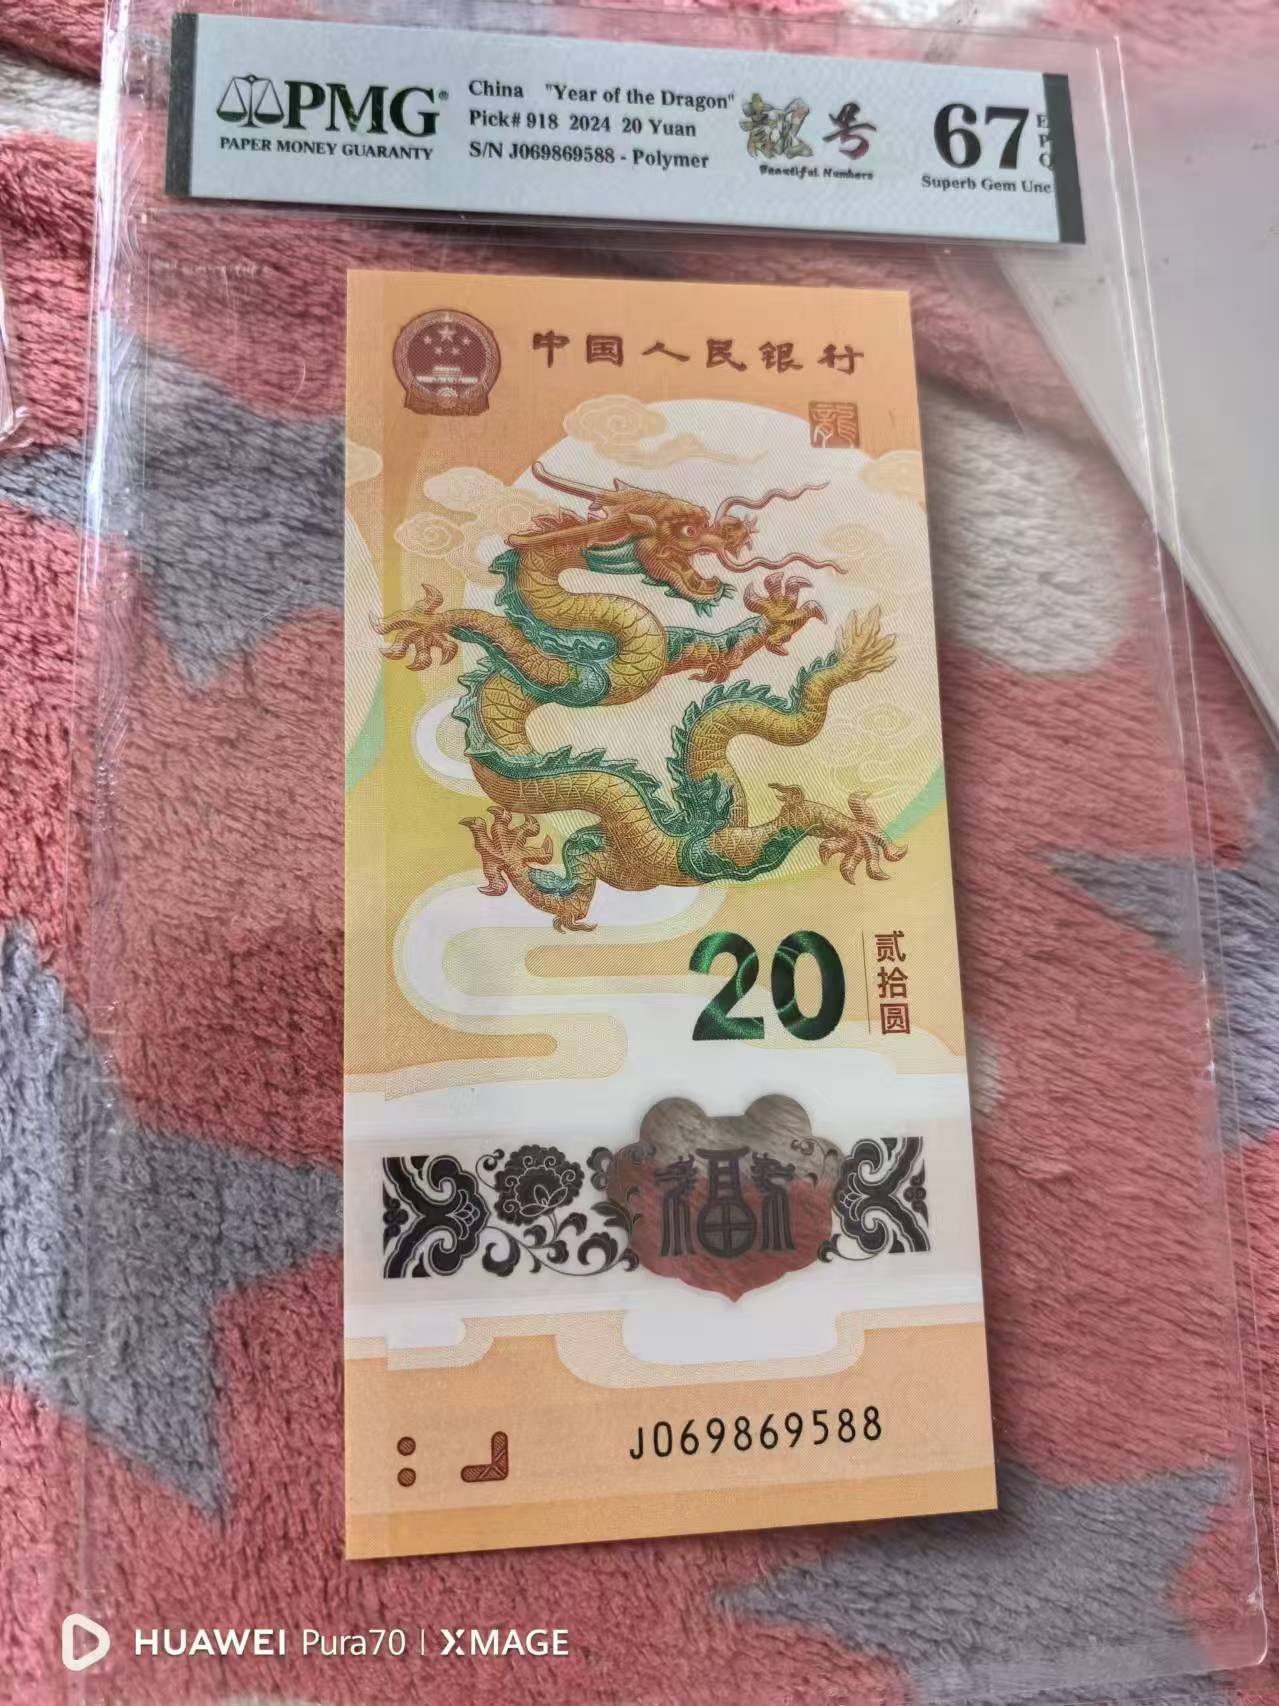 PMG®
PAPER MONEY GUARANTY
China "Year of the Dragon"
Pick# 918 2024 20 Yuan
S/N J069869588 - Polymer
靓号
Beautiful Numbers
67 EPQ
Superb Gem Unc
中国人民银行
龍
20
贰拾圆
福
J069869588
HUAWEI Pura70 | XMAGE